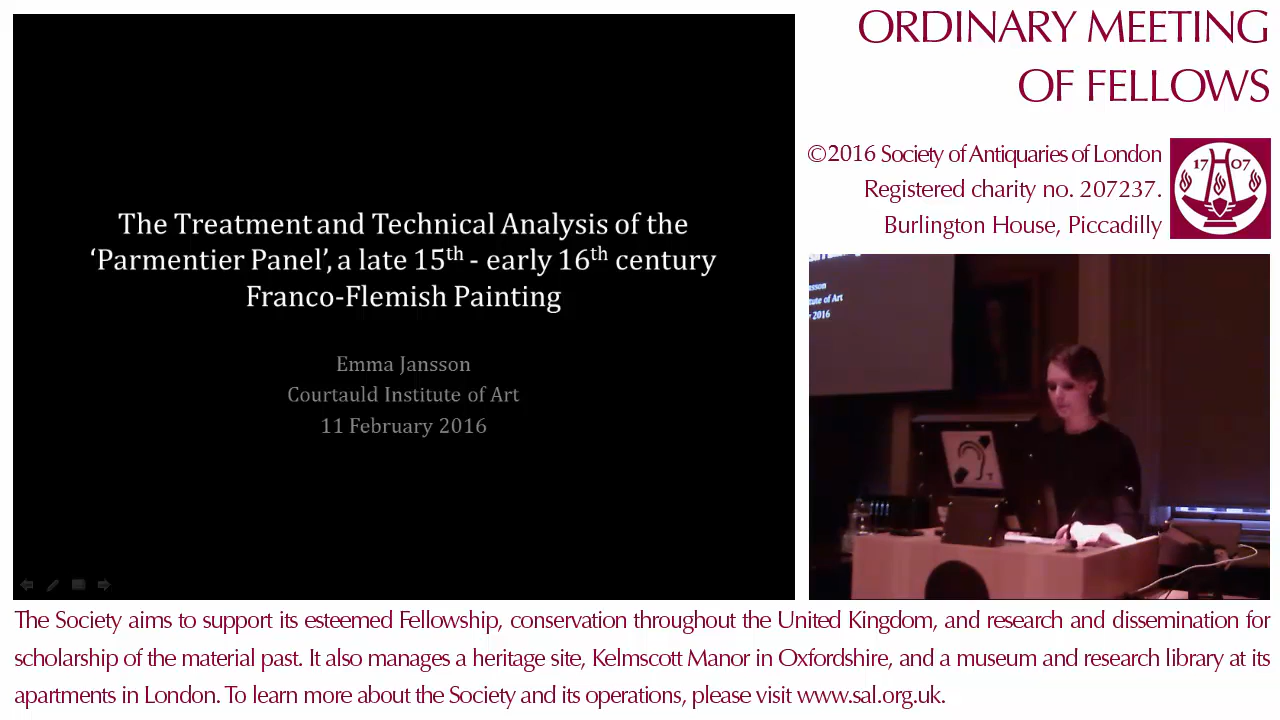 ORDINARY MEETING
OF FELLOWS
©2016 Society of Antiquaries of London
Registered charity no. 207237.
Burlington House, Piccadilly
17 07
The Treatment and Technical Analysis of the
‘Parmentier Panel’, a late 15th - early 16th century
Franco-Flemish Painting
Emma Jansson
Courtauld Institute of Art
11 February 2016
sson
tute of Art
2016
T
The Society aims to support its esteemed Fellowship, conservation throughout the United Kingdom, and research and dissemination for
scholarship of the material past. It also manages a heritage site, Kelmscott Manor in Oxfordshire, and a museum and research library at its
apartments in London. To learn more about the Society and its operations, please visit www.sal.org.uk.